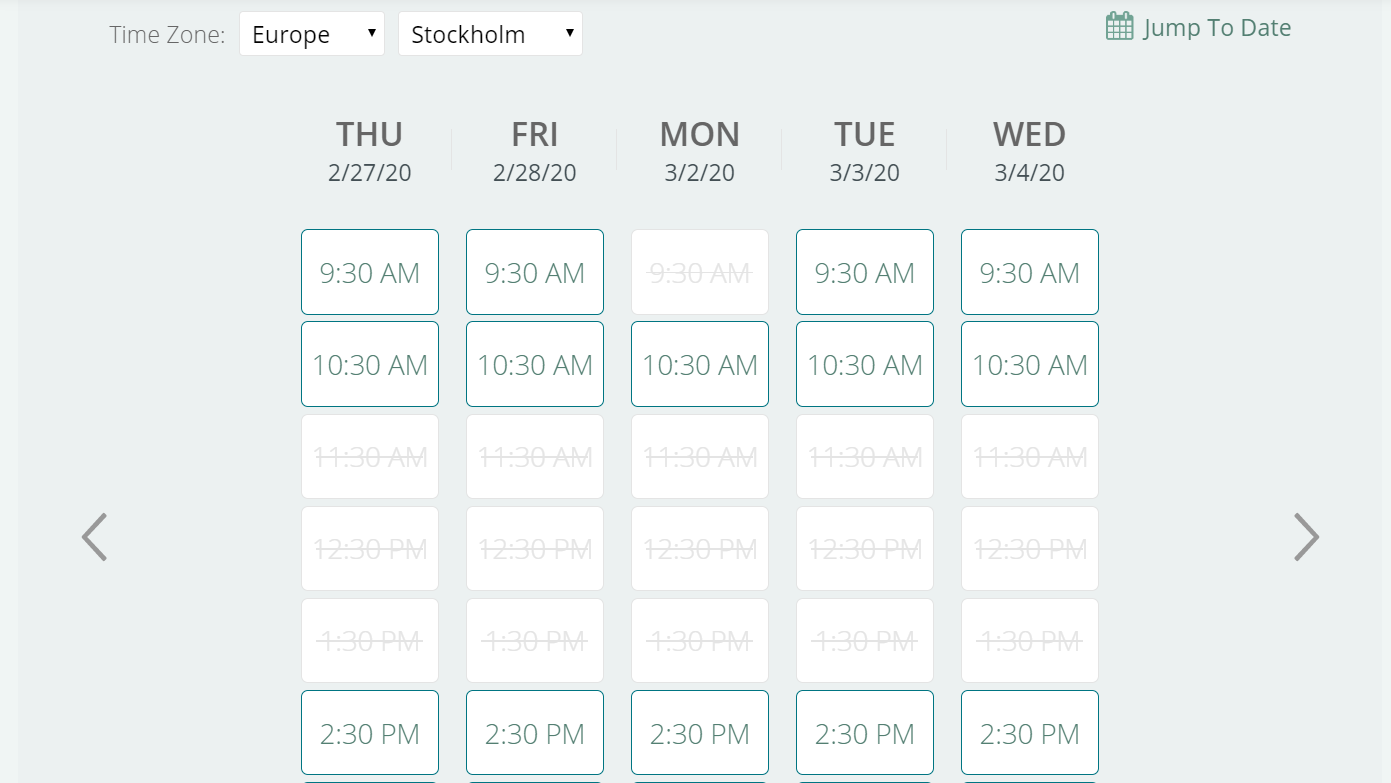 Time Zone: Europe Stockholm Jump To Date
THU FRI MON TUE WED
2/27/20 2/28/20 3/2/20 3/3/20 3/4/20
9:30 AM 9:30 AM 9:30 AM 9:30 AM 9:30 AM
10:30 AM 10:30 AM 10:30 AM 10:30 AM 10:30 AM
11:30 AM 11:30 AM 11:30 AM 11:30 AM 11:30 AM
12:30 PM 12:30 PM 12:30 PM 12:30 PM 12:30 PM
1:30 PM 1:30 PM 1:30 PM 1:30 PM 1:30 PM
2:30 PM 2:30 PM 2:30 PM 2:30 PM 2:30 PM